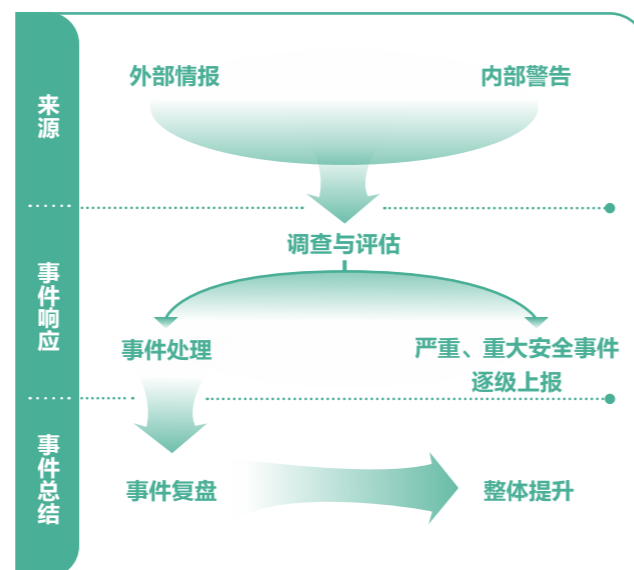 来源
外部情报
内部警告
事件响应
调查与评估
事件处理
严重、重大安全事件
逐级上报
事件总结
事件复盘
整体提升